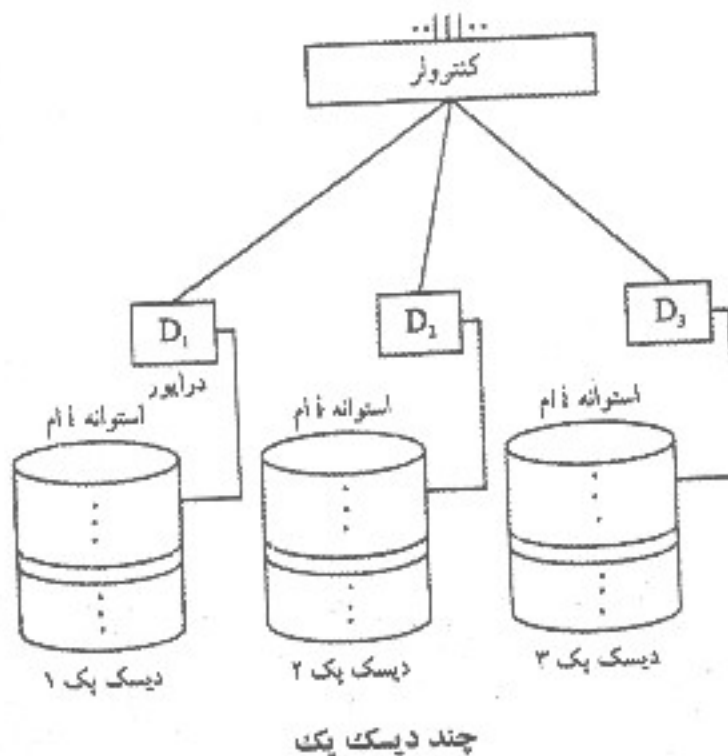 کنترولر
D₁
D₂
D₃
درایور
استوانه i ام
استوانه i ام
استوانه i ام
دیسک پک ۱
دیسک پک ۲
دیسک پک ۳
چند دیسک پک